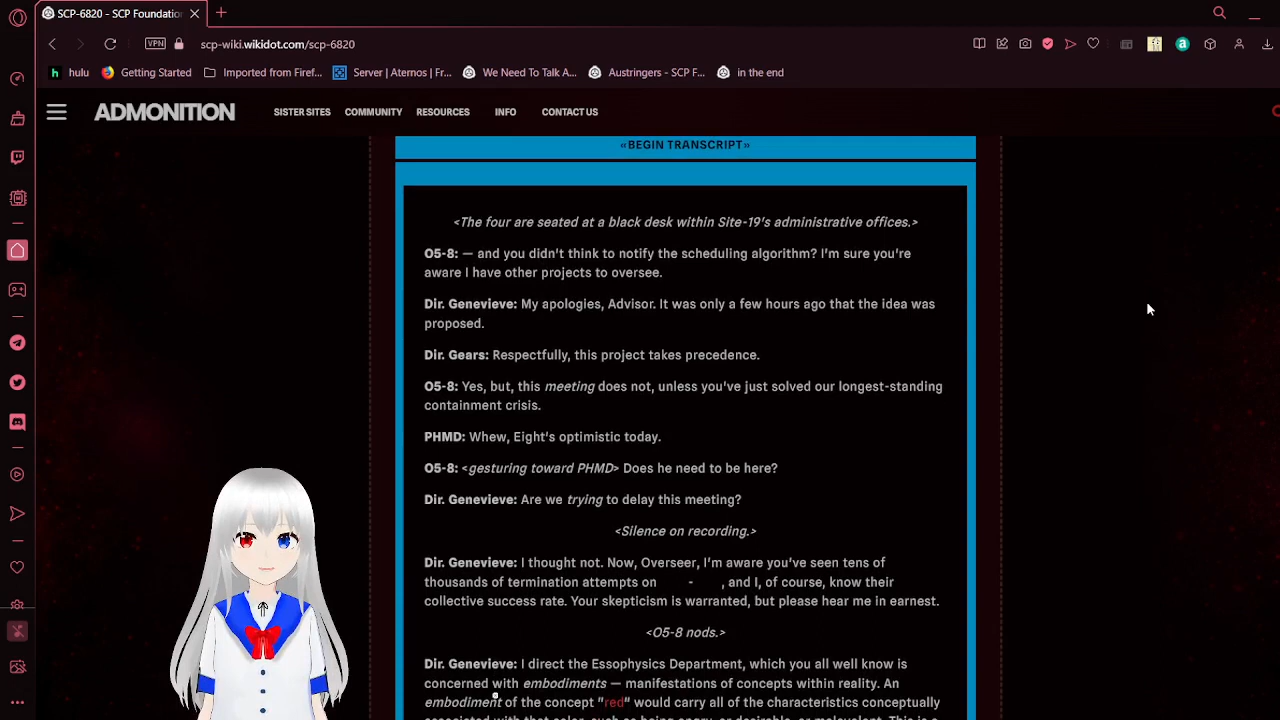 SCP-6820 - SCP Foundatio
VPN
scp-wiki.wikidot.com/scp-6820
h hulu Getting Started Imported from Firef... Server | Aternos | Fr... We Need To Talk A... Austringers - SCP F... in the end
ADMONITION SISTER SITES COMMUNITY RESOURCES INFO CONTACT US
«BEGIN TRANSCRIPT»
<The four are seated at a black desk within Site-19's administrative offices.>
O5-8: — and you didn't think to notify the scheduling algorithm? I'm sure you're
aware I have other projects to oversee.
Dir. Genevieve: My apologies, Advisor. It was only a few hours ago that the idea was
proposed.
Dir. Gears: Respectfully, this project takes precedence.
O5-8: Yes, but, this meeting does not, unless you've just solved our longest-standing
containment crisis.
PHMD: Whew, Eight's optimistic today.
O5-8: <gesturing toward PHMD> Does he need to be here?
Dir. Genevieve: Are we trying to delay this meeting?
<Silence on recording.>
Dir. Genevieve: I thought not. Now, Overseer, I'm aware you've seen tens of
thousands of termination attempts on - , and I, of course, know their
collective success rate. Your skepticism is warranted, but please hear me in earnest.
<O5-8 nods.>
Dir. Genevieve: I direct the Essophysics Department, which you all well know is
concerned with embodiments — manifestations of concepts within reality. An
embodiment of the concept "red" would carry all of the characteristics conceptually